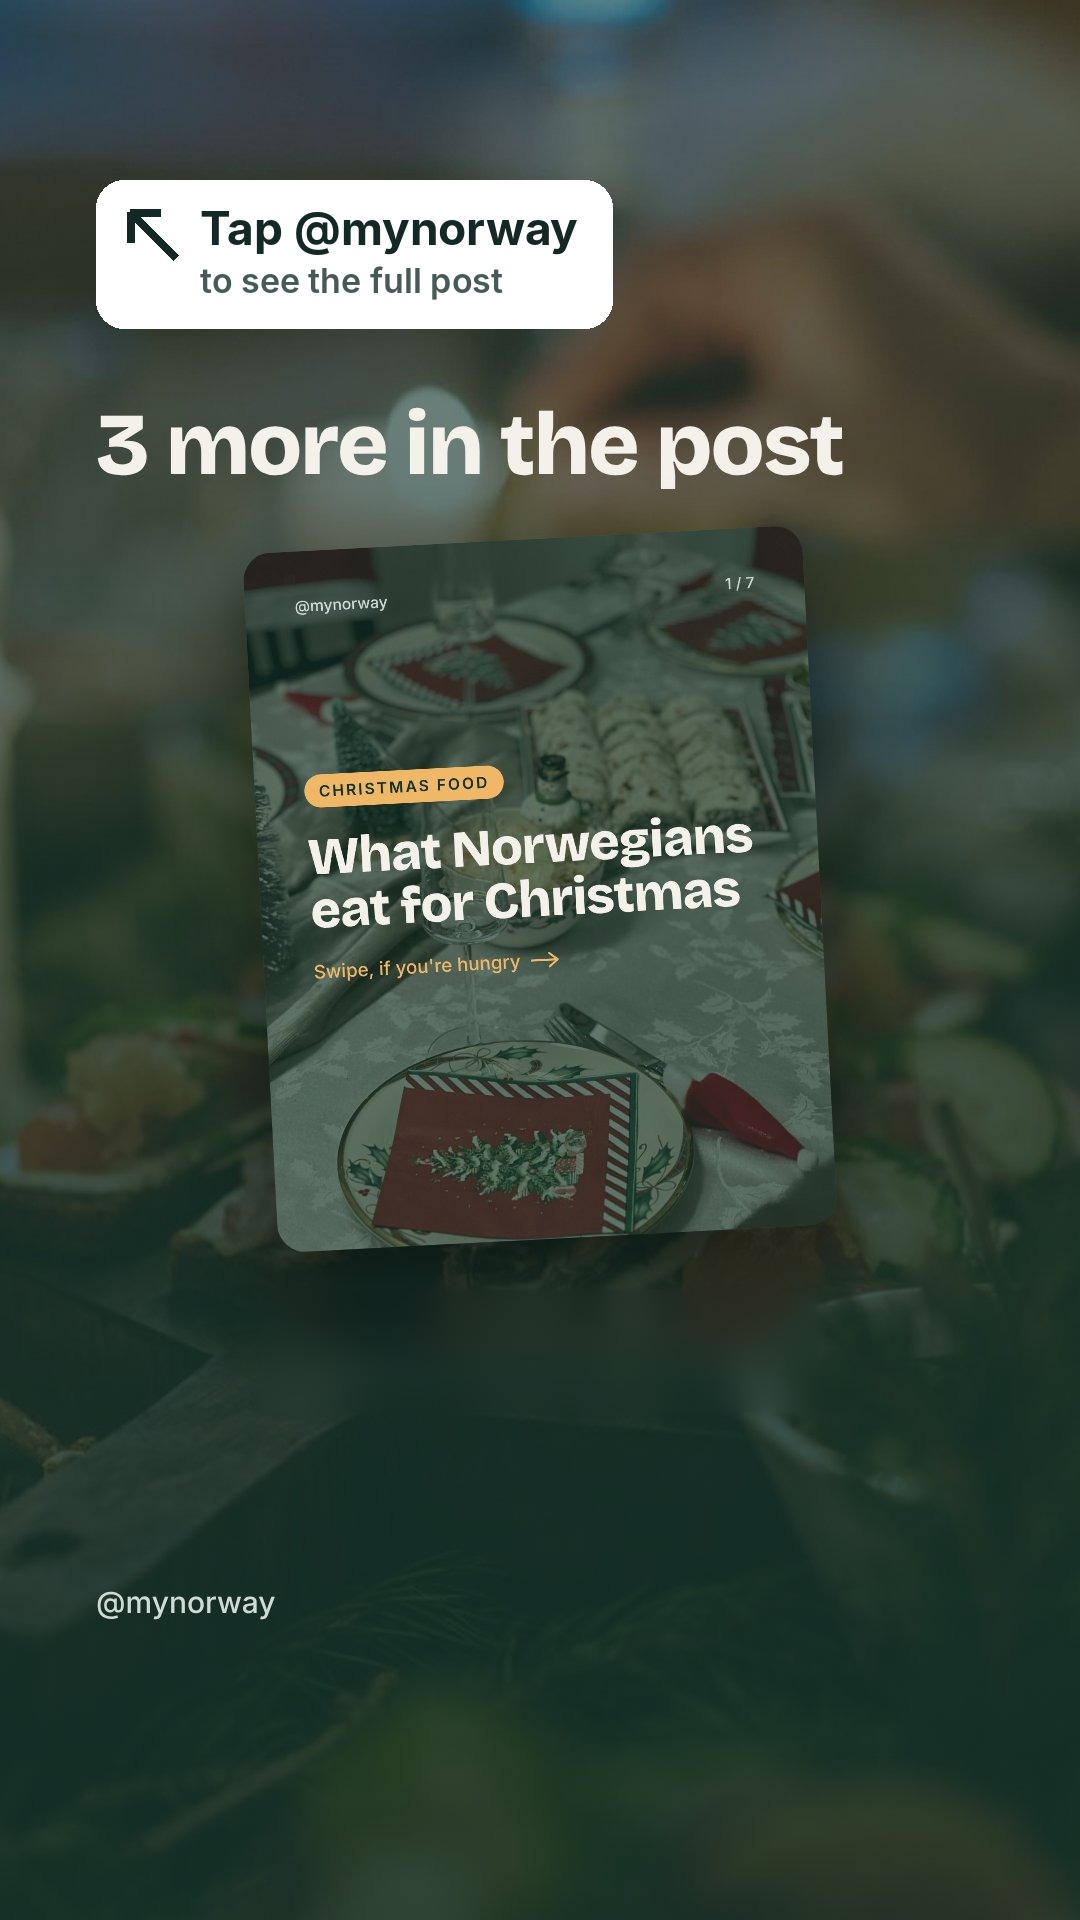 Tap @mynorway
to see the full post
3 more in the post
@mynorway
1 / 7
CHRISTMAS FOOD
What Norwegians
eat for Christmas
Swipe, if you're hungry
@mynorway